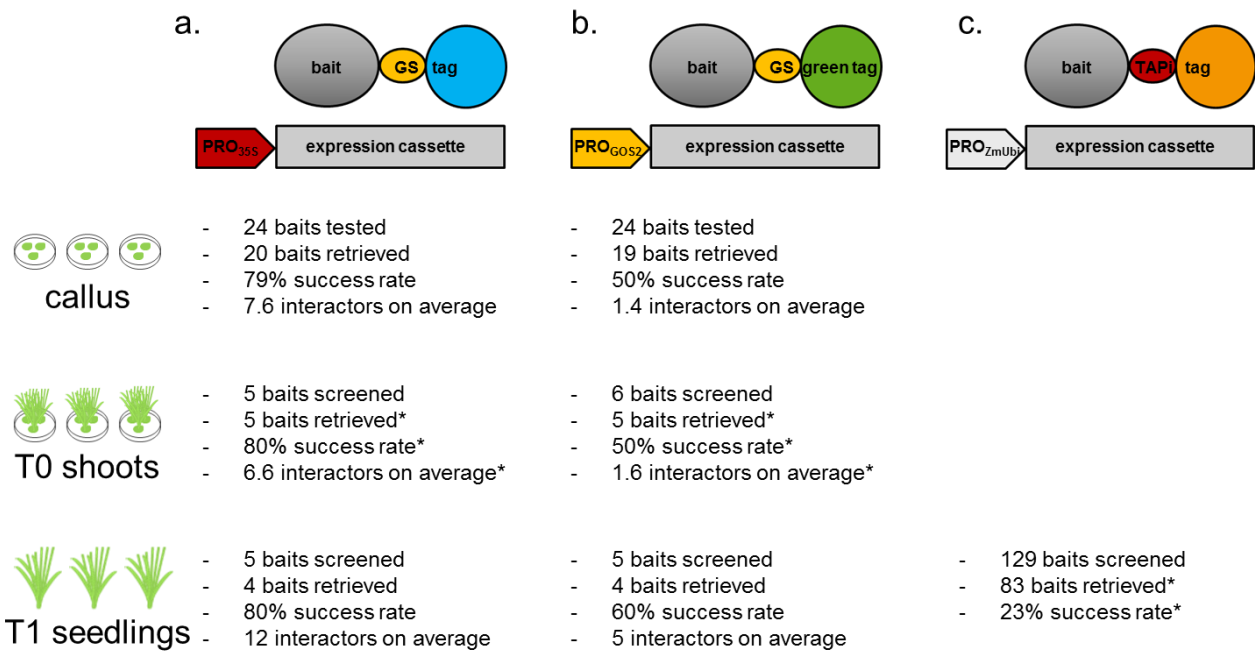 a.
bait
GS
tag
PRO35S
expression cassette
b.
bait
GS
green tag
PROGOS2
expression cassette
c.
bait
TAPi
tag
PROZmUbi
expression cassette
callus
- 24 baits tested
- 20 baits retrieved
- 79% success rate
- 7.6 interactors on average
- 24 baits tested
- 19 baits retrieved
- 50% success rate
- 1.4 interactors on average
T0 shoots
- 5 baits screened
- 5 baits retrieved*
- 80% success rate*
- 6.6 interactors on average*
- 6 baits screened
- 5 baits retrieved*
- 50% success rate*
- 1.6 interactors on average*
T1 seedlings
- 5 baits screened
- 4 baits retrieved
- 80% success rate
- 12 interactors on average
- 5 baits screened
- 4 baits retrieved
- 60% success rate
- 5 interactors on average
- 129 baits screened
- 83 baits retrieved*
- 23% success rate*